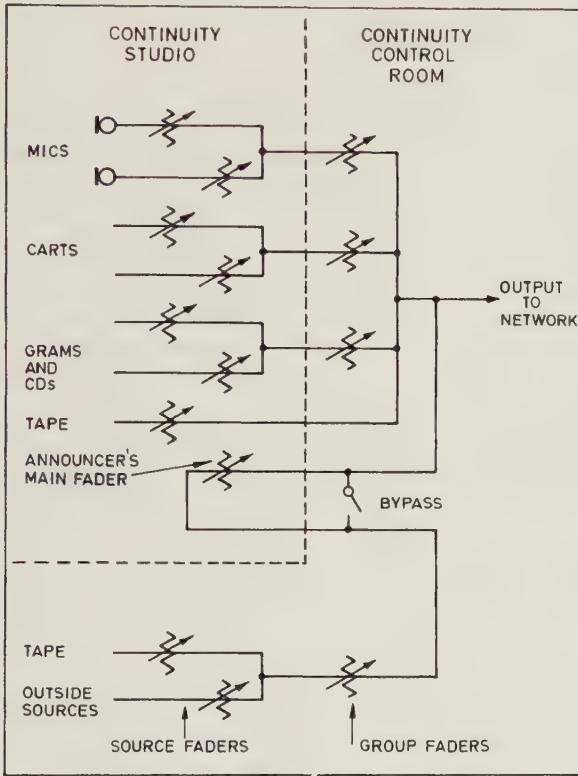 CONTINUITY
STUDIO
CONTINUITY
CONTROL
ROOM
MICS
CARTS
GRAMS
AND
CDs
TAPE
ANNOUNCER'S
MAIN FADER
OUTPUT
TO
NETWORK
BYPASS
TAPE
OUTSIDE
SOURCES
SOURCE FADERS
GROUP FADERS